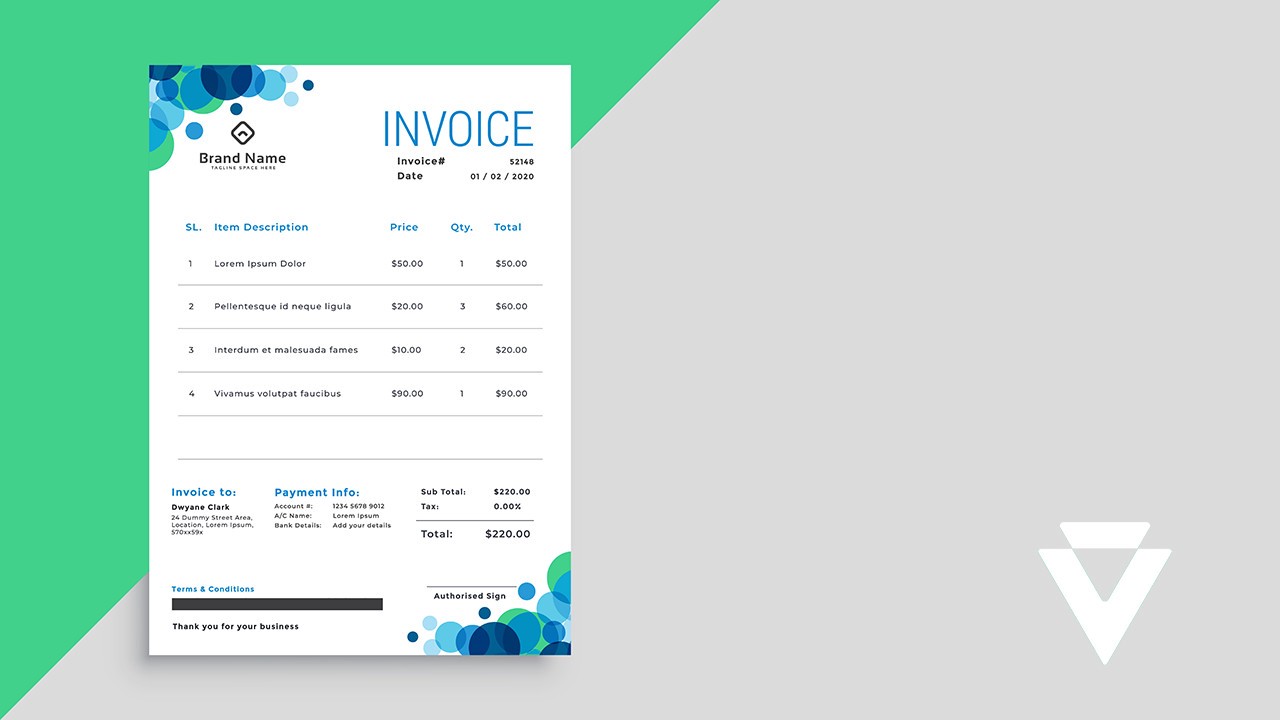 INVOICE
Brand Name
TAGLINE SPACE HERE
Invoice# 52148
Date 01 / 02 / 2020
SL. Item Description Price Qty. Total
1 Lorem Ipsum Dolor $50.00 1 $50.00
2 Pellentesque id neque ligula $20.00 3 $60.00
3 Interdum et malesuada fames $10.00 2 $20.00
4 Vivamus volutpat faucibus $90.00 1 $90.00
Invoice to:
Dwyane Clark
24 Dummy Street Area,
Location, Lorem Ipsum,
570xx59x
Payment Info:
Account #: 1234 5678 9012
A/C Name: Lorem Ipsum
Bank Details: Add your details
Sub Total: $220.00
Tax: 0.00%
Total: $220.00
Terms & Conditions
Authorised Sign
Thank you for your business